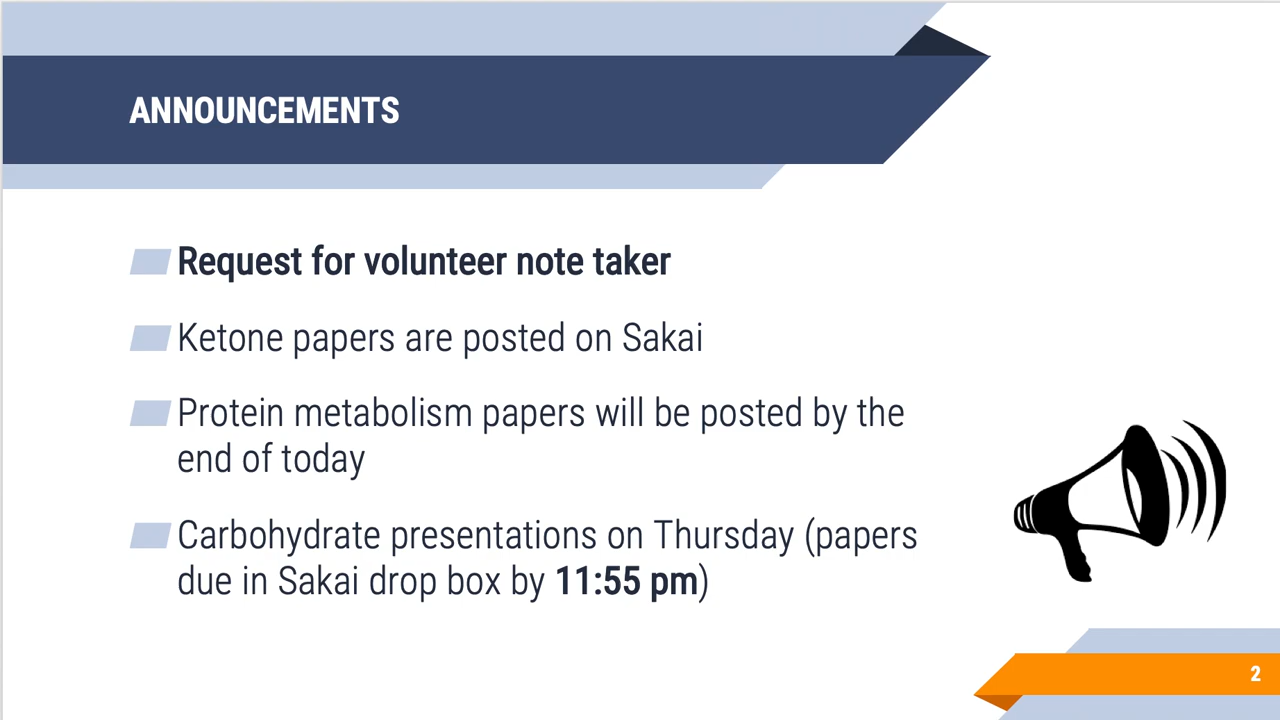 ANNOUNCEMENTS
Request for volunteer note taker
Ketone papers are posted on Sakai
Protein metabolism papers will be posted by the
end of today
Carbohydrate presentations on Thursday (papers
due in Sakai drop box by 11:55 pm)
2